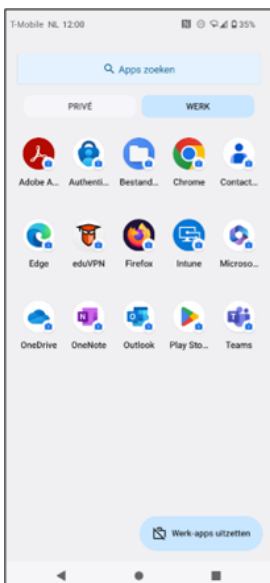 T-Mobile NL 12:00 35%
Apps zoeken
PRIVÉ WERK
Adobe A... Authenti... Bestand... Chrome Contact...
Edge eduVPN Firefox Intune Microso...
OneDrive OneNote Outlook Play Sto... Teams
Werk-apps uitzetten